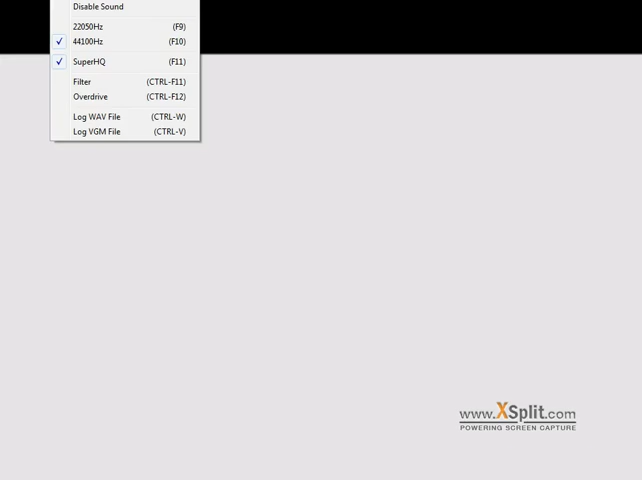 Disable Sound
22050Hz (F9)
44100Hz (F10)
SuperHQ (F11)
Filter (CTRL-F11)
Overdrive (CTRL-F12)
Log WAV File (CTRL-W)
Log VGM File (CTRL-V)
www.XSplit.com
POWERING SCREEN CAPTURE